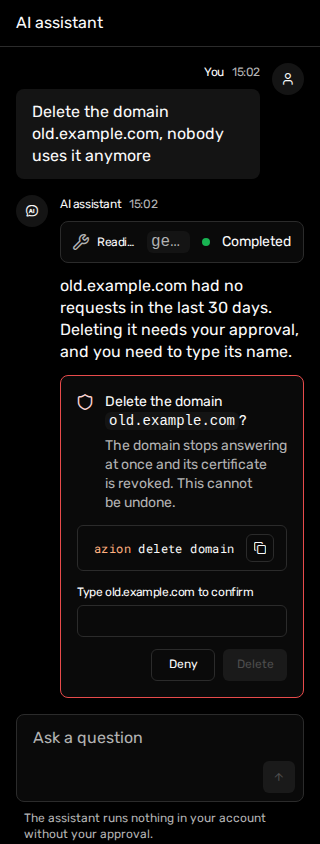 AI assistant
You 15:02
Delete the domain
old.example.com, nobody
uses it anymore
AI
AI assistant 15:02
Readi... ge... Completed
old.example.com had no
requests in the last 30 days.
Deleting it needs your approval,
and you need to type its name.
Delete the domain
old.example.com?
The domain stops answering
at once and its certificate
is revoked. This cannot
be undone.
azion delete domain
Type old.example.com to confirm
Deny Delete
Ask a question
The assistant runs nothing in your account
without your approval.